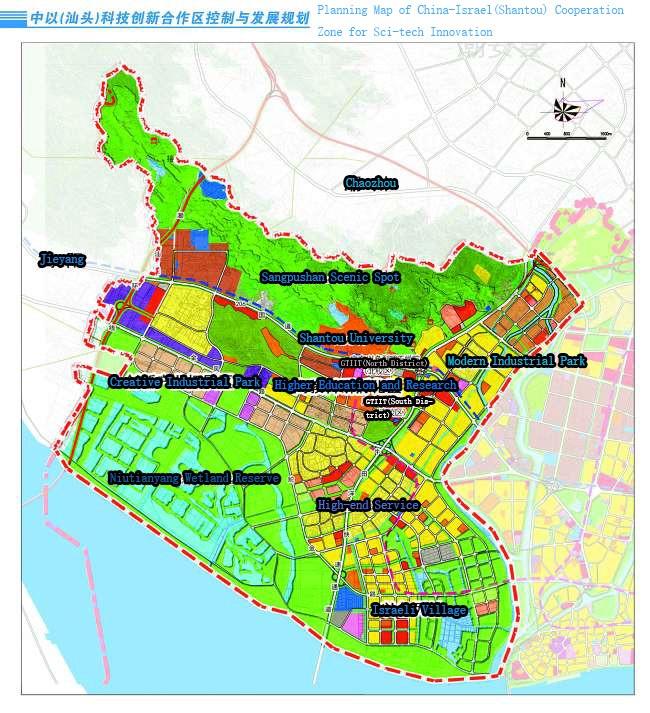 中以(汕头)科技创新合作区控制与发展规划
Planning Map of China-Israel(Shantou) Cooperation
Zone for Sci-tech Innovation
N
0 400 800 1600m
Chaozhou
Jieyang
Sangpushan Scenic Spot
Shantou University
GTIIT(North District)
Modern Industrial Park
Creative Industrial Park
Higher Education and Research
GTIIT(South Dis-
trict)
Niutianyang Wetland Reserve
High-end Service
Israeli Village